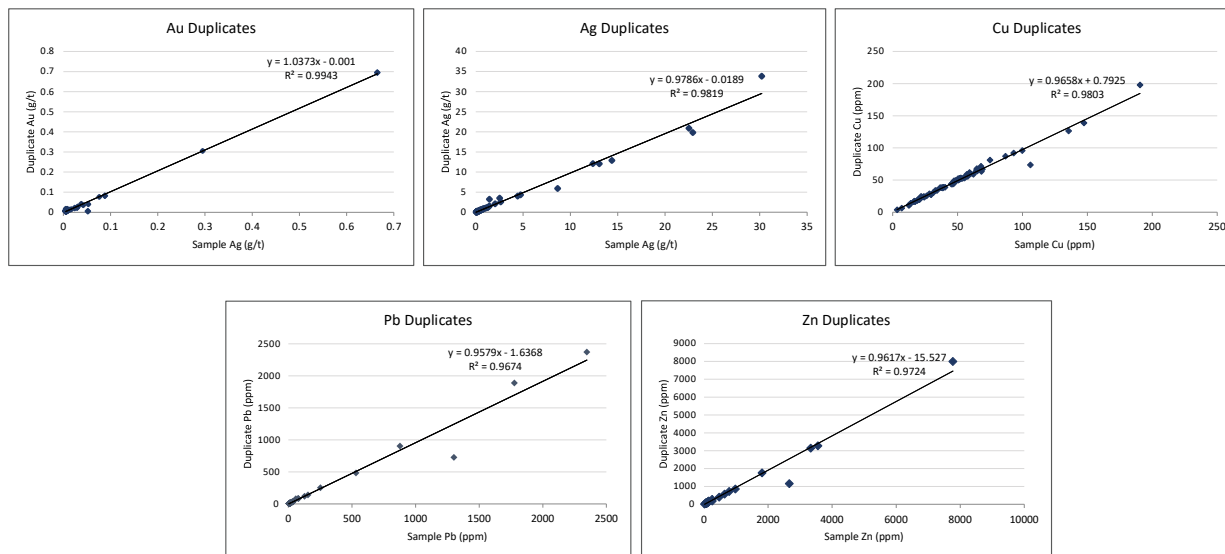 Au Duplicates
y = 1.0373x - 0.001
R² = 0.9943
Duplicate Au (g/t)
0.8
0.7
0.6
0.5
0.4
0.3
0.2
0.1
0
0 0.1 0.2 0.3 0.4 0.5 0.6 0.7
Sample Ag (g/t)
Ag Duplicates
y = 0.9786x - 0.0189
R² = 0.9819
Duplicate Ag (g/t)
40
35
30
25
20
15
10
5
0
0 5 10 15 20 25 30 35
Sample Ag (g/t)
Cu Duplicates
y = 0.9658x + 0.7925
R² = 0.9803
Duplicate Cu (ppm)
250
200
150
100
50
0
0 50 100 150 200 250
Sample Cu (ppm)
Pb Duplicates
y = 0.9579x - 1.6368
R² = 0.9674
Duplicate Pb (ppm)
2500
2000
1500
1000
500
0
0 500 1000 1500 2000 2500
Sample Pb (ppm)
Zn Duplicates
y = 0.9617x - 15.527
R² = 0.9724
Duplicate Zn (ppm)
9000
8000
7000
6000
5000
4000
3000
2000
1000
0
0 2000 4000 6000 8000 10000
Sample Zn (ppm)